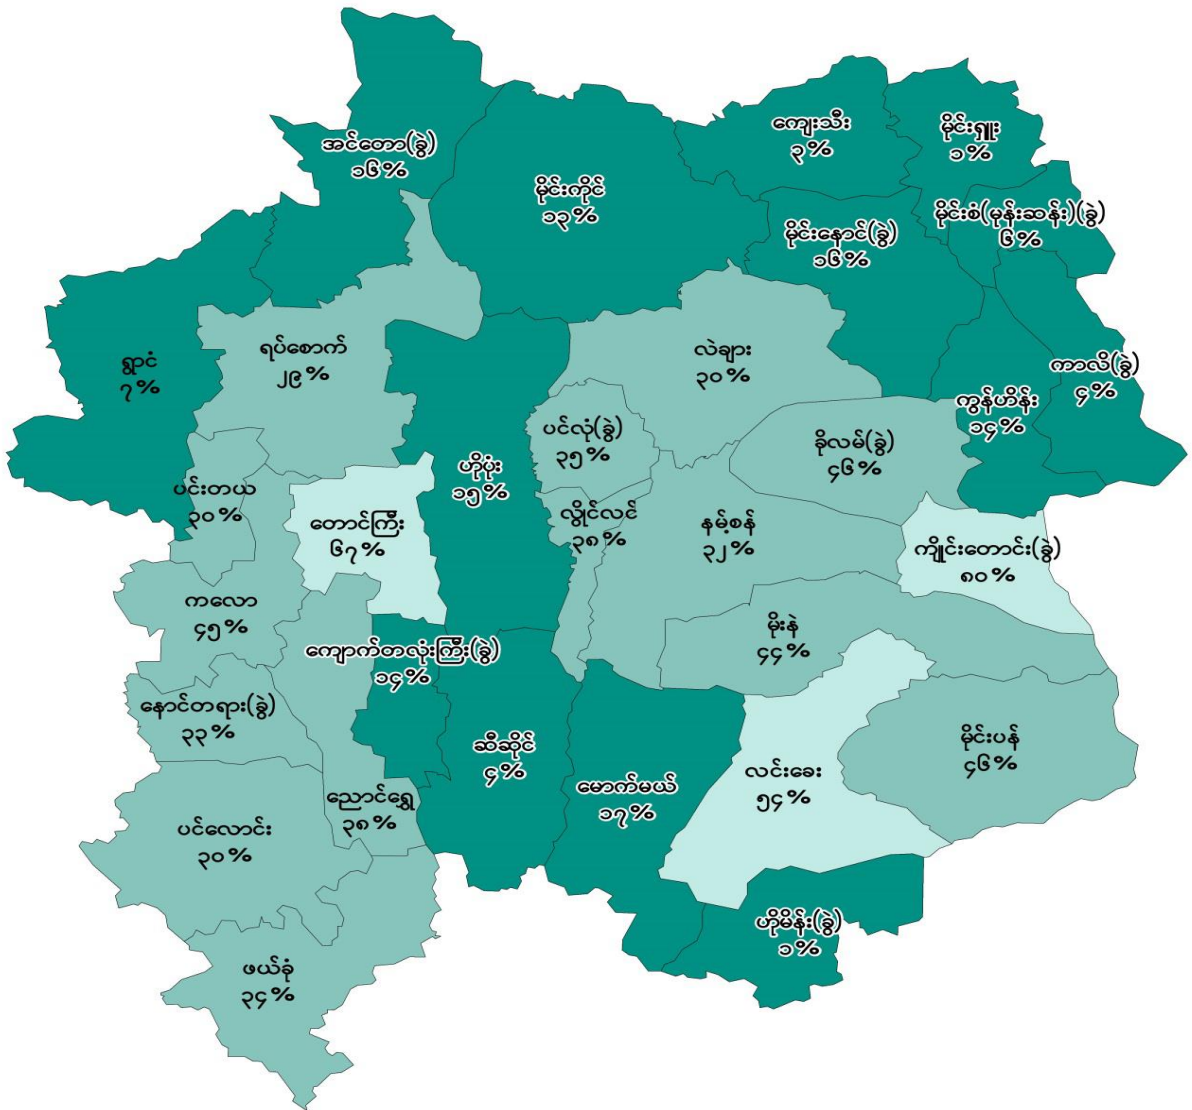 အင်တော(ခွဲ)
၁၆%
ကျေးသီး
၃%
မိုင်းရှူး
၁%
မိုင်းကိုင်
၁၃%
မိုင်းနောင်(ခွဲ)
၁၆%
မိုင်းစံ(မုန်းဆန်း)(ခွဲ)
၆%
ရွာငံ
၇%
ရပ်စောက်
၂၉%
လဲချား
၃၀%
ကာလိ(ခွဲ)
၄%
ကွန်ဟိန်း
၁၄%
ပင်းတယ
၃၀%
ဟိုပုံး
၁၅%
ပင်လုံ(ခွဲ)
၃၅%
ခိုလမ်(ခွဲ)
၄၆%
တောင်ကြီး
၆၇%
လွိုင်လင်
၃၈%
နမ့်စန်
၃၂%
ကျိုင်းတောင်း(ခွဲ)
၈၀%
ကလော
၄၅%
ကျောက်တလုံးကြီး(ခွဲ)
၁၄%
မိုးနဲ
၄၄%
နောင်တရား(ခွဲ)
၃၃%
ဆီဆိုင်
၄%
မိုင်းပန်
၄၆%
ညောင်ရွှေ
၃၈%
မောက်မယ်
၁၇%
လင်းခေး
၅၄%
ပင်လောင်း
၃၀%
ဟိုမိန်း(ခွဲ)
၁%
ဖယ်ခုံ
၃၄%